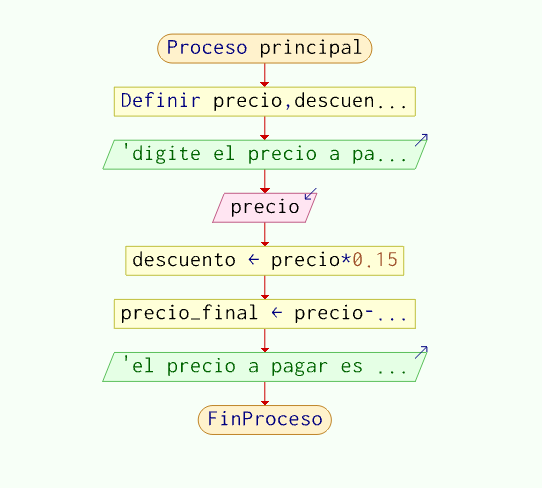 Proceso principal
Definir precio,descuen...
'digite el precio a pa...
precio
descuento ← precio*0.15
precio_final ← precio-...
'el precio a pagar es ...
FinProceso